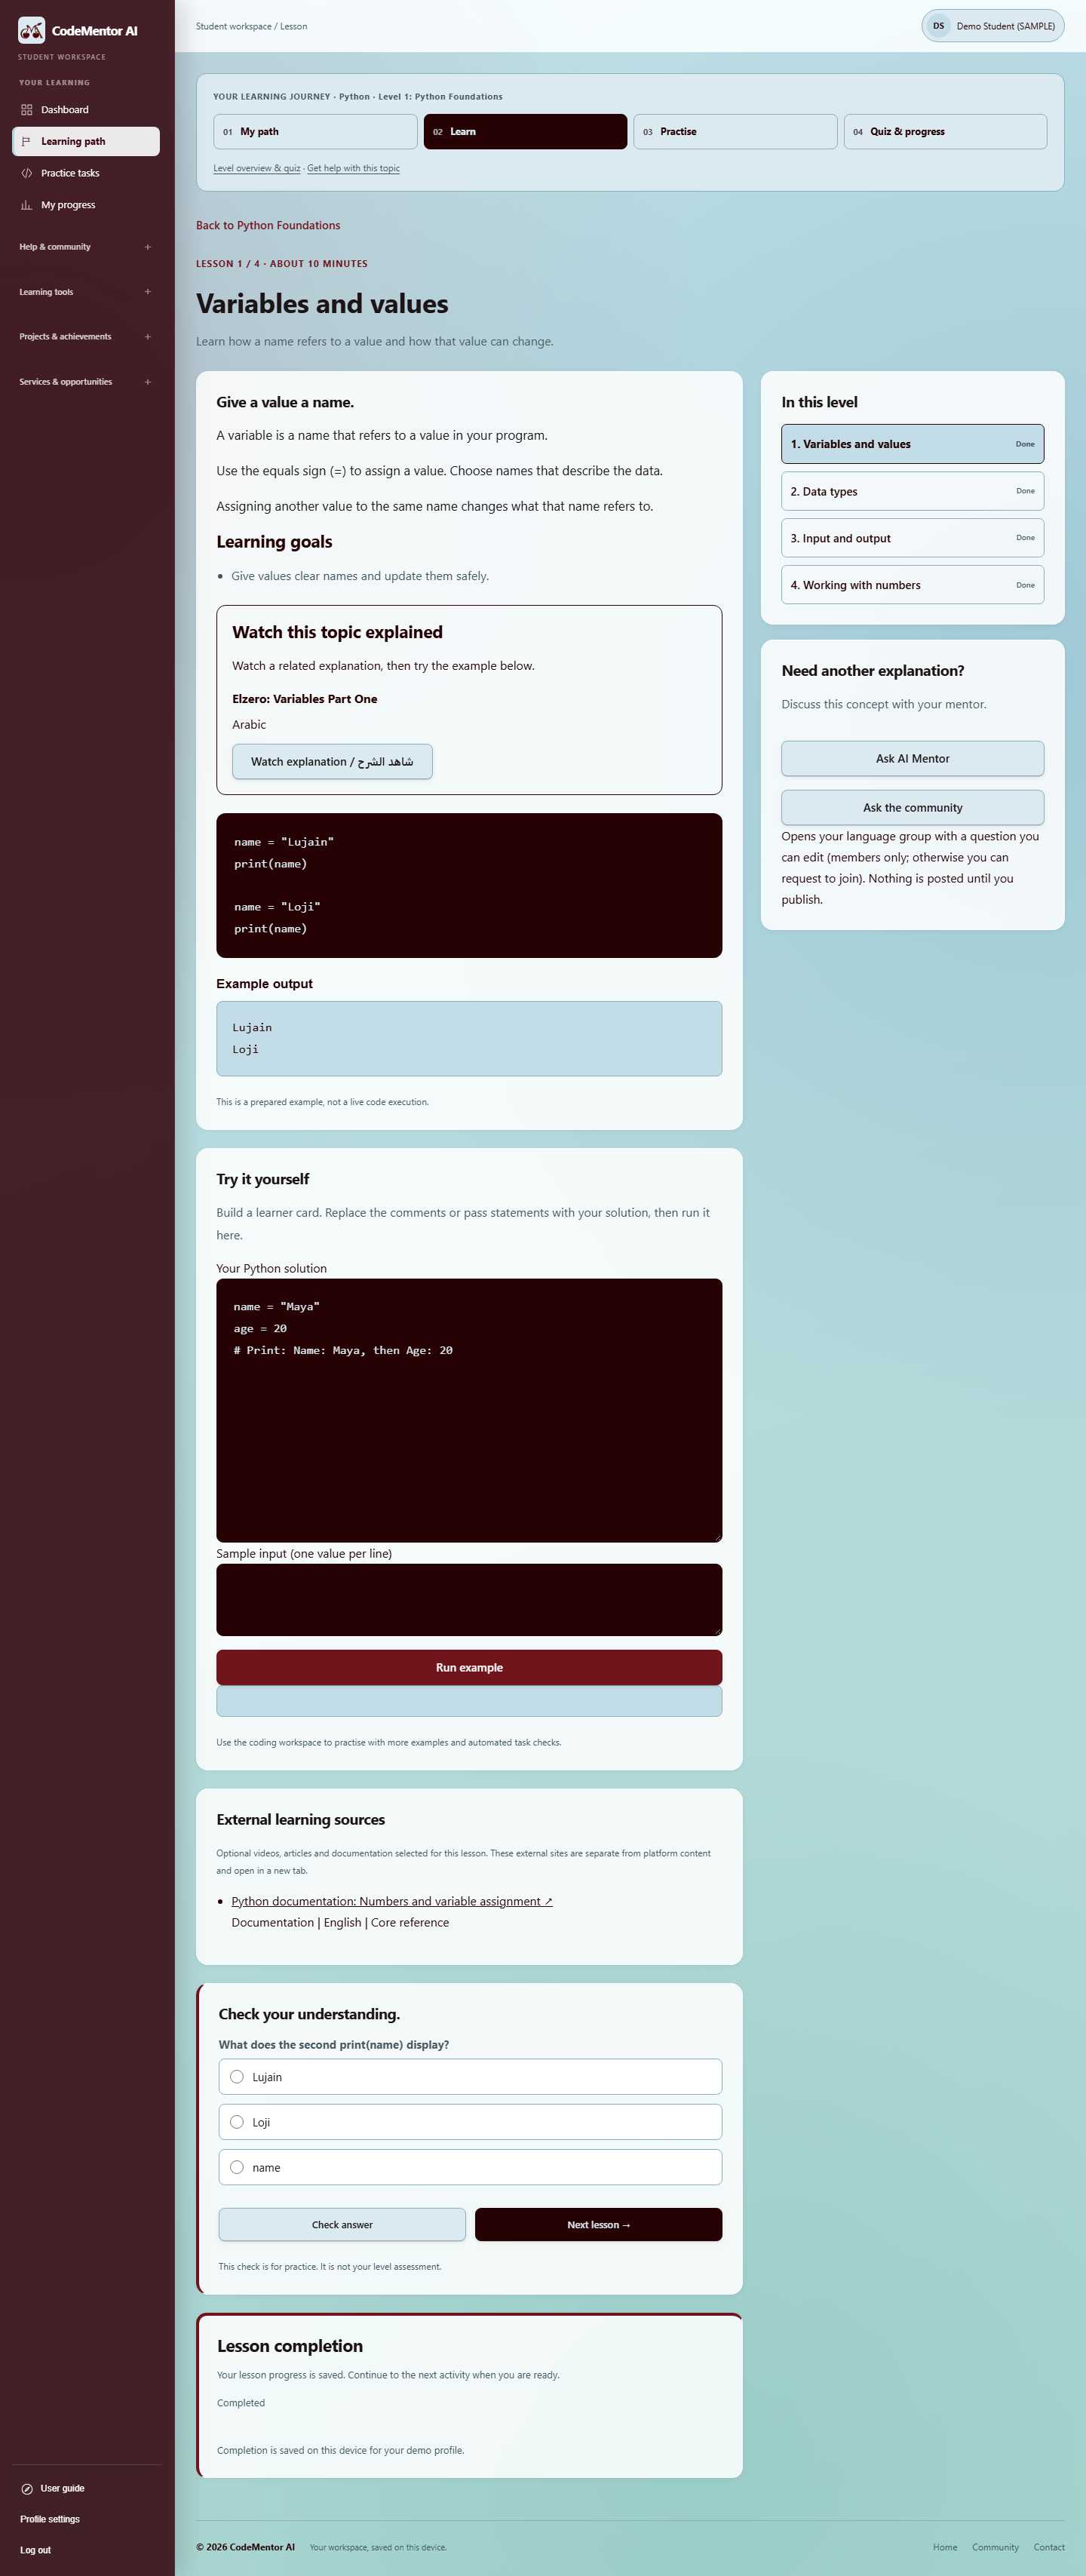 CodeMentor AI
STUDENT WORKSPACE
YOUR LEARNING
Dashboard
Learning path
Practice tasks
My progress
Help & community +
Learning tools +
Projects & achievements +
Services & opportunities +
User guide
Profile settings
Log out
Student workspace / Lesson
DS Demo Student (SAMPLE)
YOUR LEARNING JOURNEY · Python · Level 1: Python Foundations
01 My path
02 Learn
03 Practise
04 Quiz & progress
Level overview & quiz · Get help with this topic
Back to Python Foundations
LESSON 1 / 4 · ABOUT 10 MINUTES
Variables and values
Learn how a name refers to a value and how that value can change.
Give a value a name.
A variable is a name that refers to a value in your program.
Use the equals sign (=) to assign a value. Choose names that describe the data.
Assigning another value to the same name changes what that name refers to.
Learning goals
• Give values clear names and update them safely.
Watch this topic explained
Watch a related explanation, then try the example below.
Elzero: Variables Part One
Arabic
Watch explanation / شاهد الشرح
name = "Lujain"
print(name)
name = "Loji"
print(name)
Example output
Lujain
Loji
This is a prepared example, not a live code execution.
Try it yourself
Build a learner card. Replace the comments or pass statements with your solution, then run it
here.
Your Python solution
name = "Maya"
age = 20
# Print: Name: Maya, then Age: 20
Sample input (one value per line)
Run example
Use the coding workspace to practise with more examples and automated task checks.
External learning sources
Optional videos, articles and documentation selected for this lesson. These external sites are separate from platform content
and open in a new tab.
• Python documentation: Numbers and variable assignment ↗
Documentation | English | Core reference
Check your understanding.
What does the second print(name) display?
Lujain
Loji
name
Check answer
Next lesson →
This check is for practice. It is not your level assessment.
Lesson completion
Your lesson progress is saved. Continue to the next activity when you are ready.
Completed
Completion is saved on this device for your demo profile.
In this level
1. Variables and values Done
2. Data types Done
3. Input and output Done
4. Working with numbers Done
Need another explanation?
Discuss this concept with your mentor.
Ask AI Mentor
Ask the community
Opens your language group with a question you
can edit (members only; otherwise you can
request to join). Nothing is posted until you
publish.
© 2026 CodeMentor AI Your workspace, saved on this device.
Home Community Contact